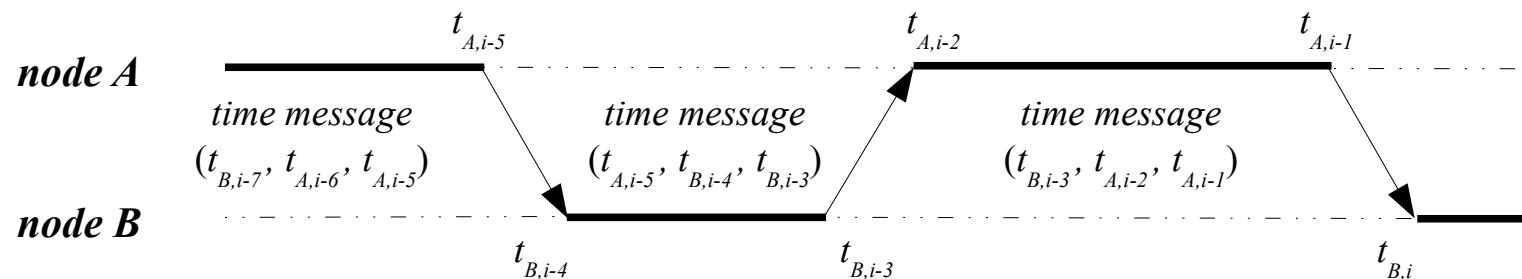 t_{A,i-5} t_{A,i-2} t_{A,i-1}
node A
time message time message time message
(t_{B,i-7}, t_{A,i-6}, t_{A,i-5}) (t_{A,i-5}, t_{B,i-4}, t_{B,i-3}) (t_{B,i-3}, t_{A,i-2}, t_{A,i-1})
node B
t_{B,i-4} t_{B,i-3} t_{B,i}